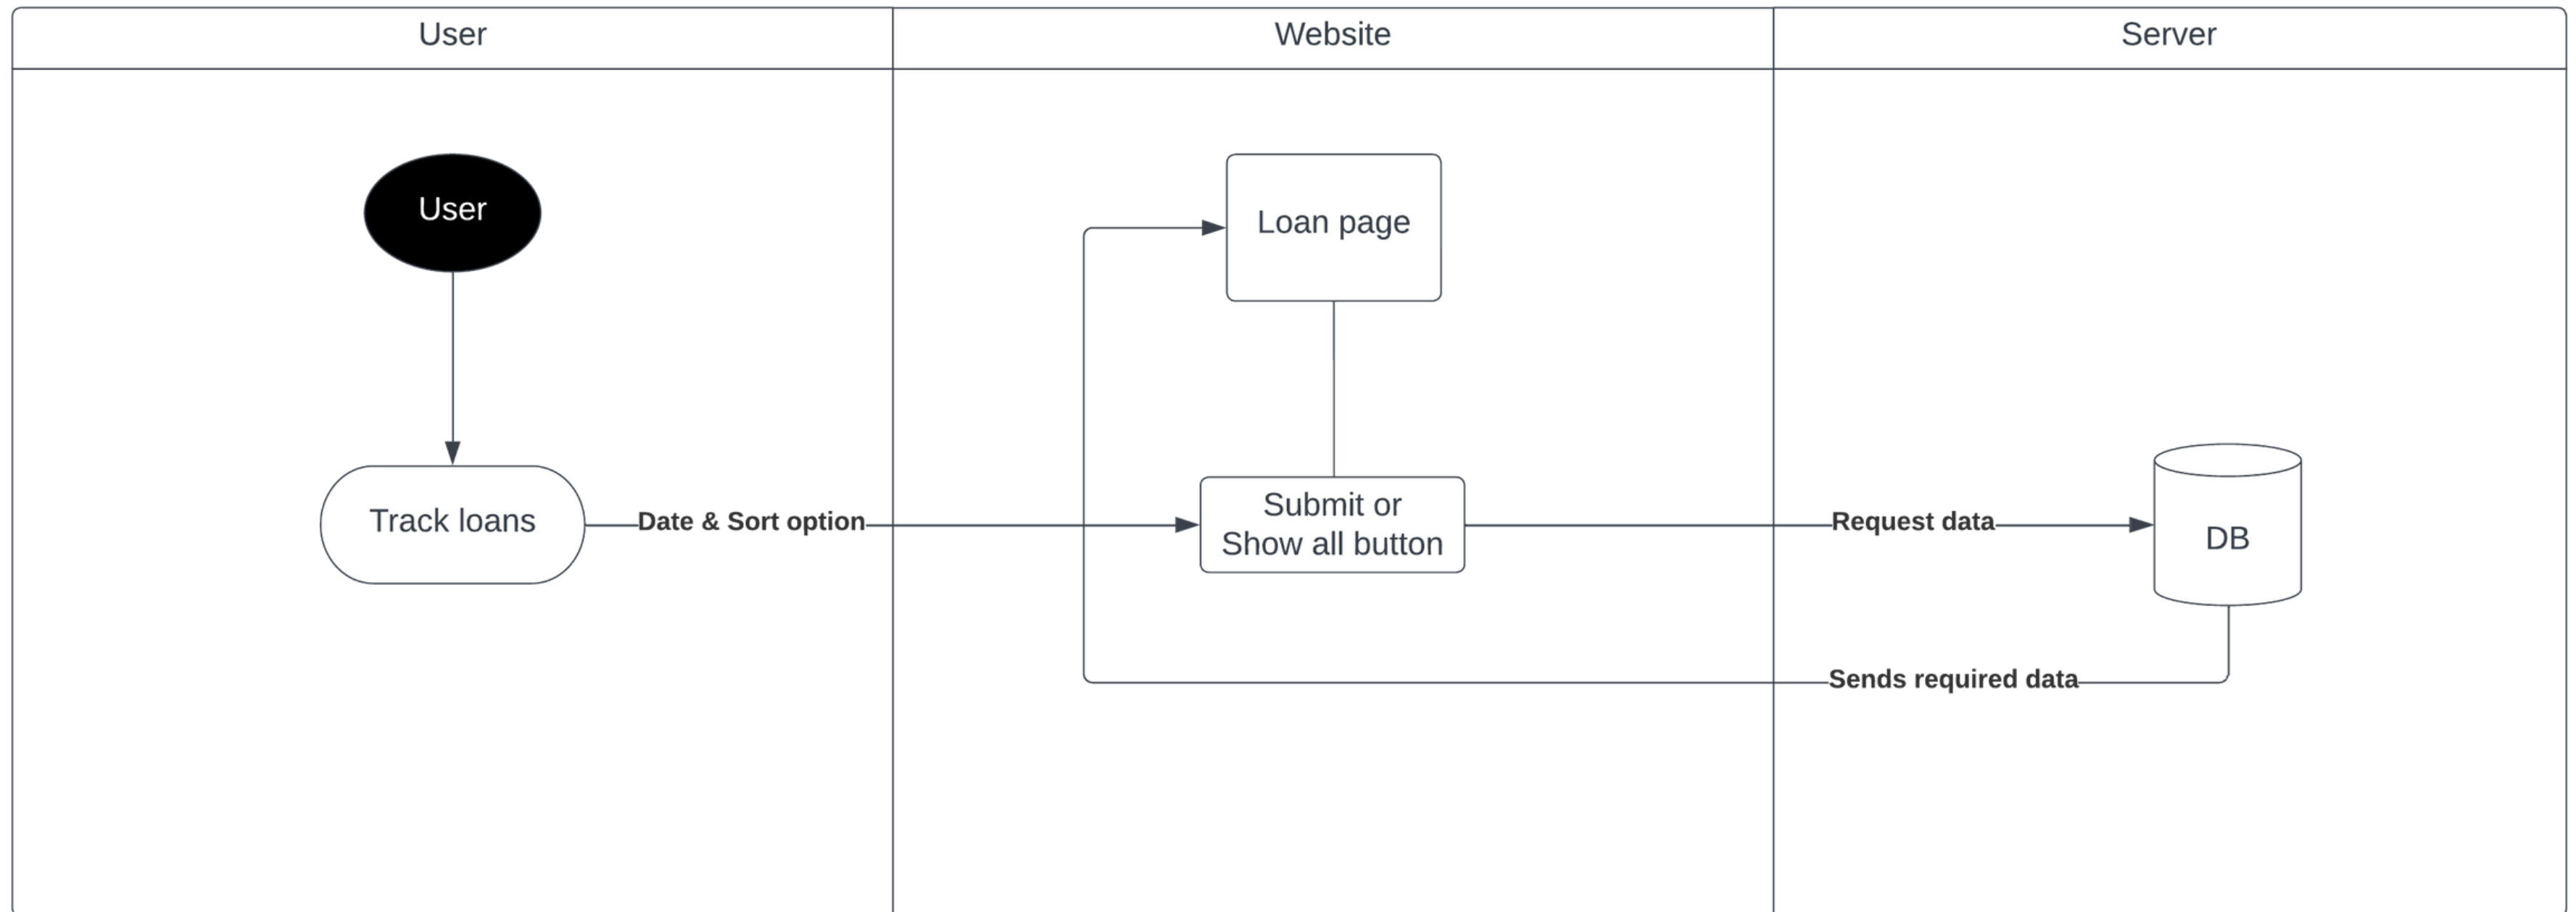 User
Website
Server
User
Loan page
Track loans
Date & Sort option
Submit or
Show all button
Request data
DB
Sends required data